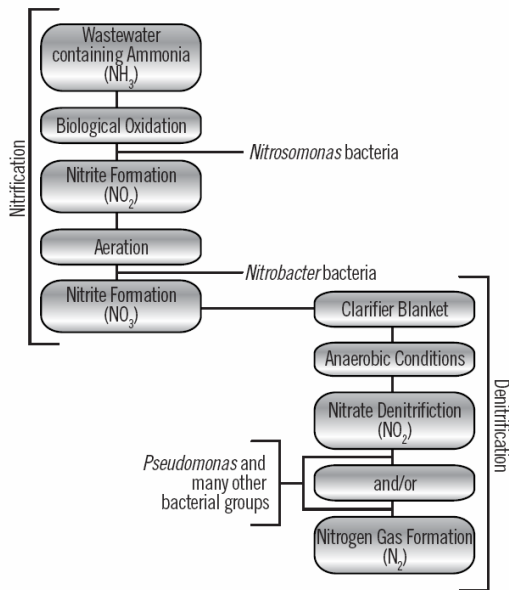 Wastewater
containing Ammonia
(NH3)
Biological Oxidation
Nitrosomonas bacteria
Nitrite Formation
(NO2)
Aeration
Nitrobacter bacteria
Nitrite Formation
(NO3)
Nitrification
Clarifier Blanket
Anaerobic Conditions
Nitrate Denitrifiction
(NO2)
Pseudomonas and
many other
bacterial groups
and/or
Nitrogen Gas Formation
(N2)
Denitrification